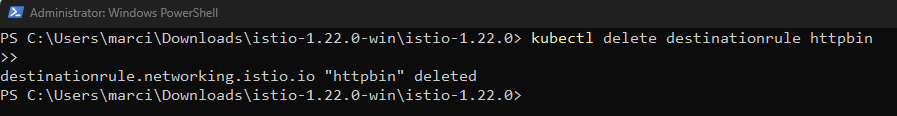 Administrator: Windows PowerShell
PS C:\Users\marci\Downloads\istio-1.22.0-win\istio-1.22.0> kubectl delete destinationrule httpbin
>>
destinationrule.networking.istio.io "httpbin" deleted
PS C:\Users\marci\Downloads\istio-1.22.0-win\istio-1.22.0>